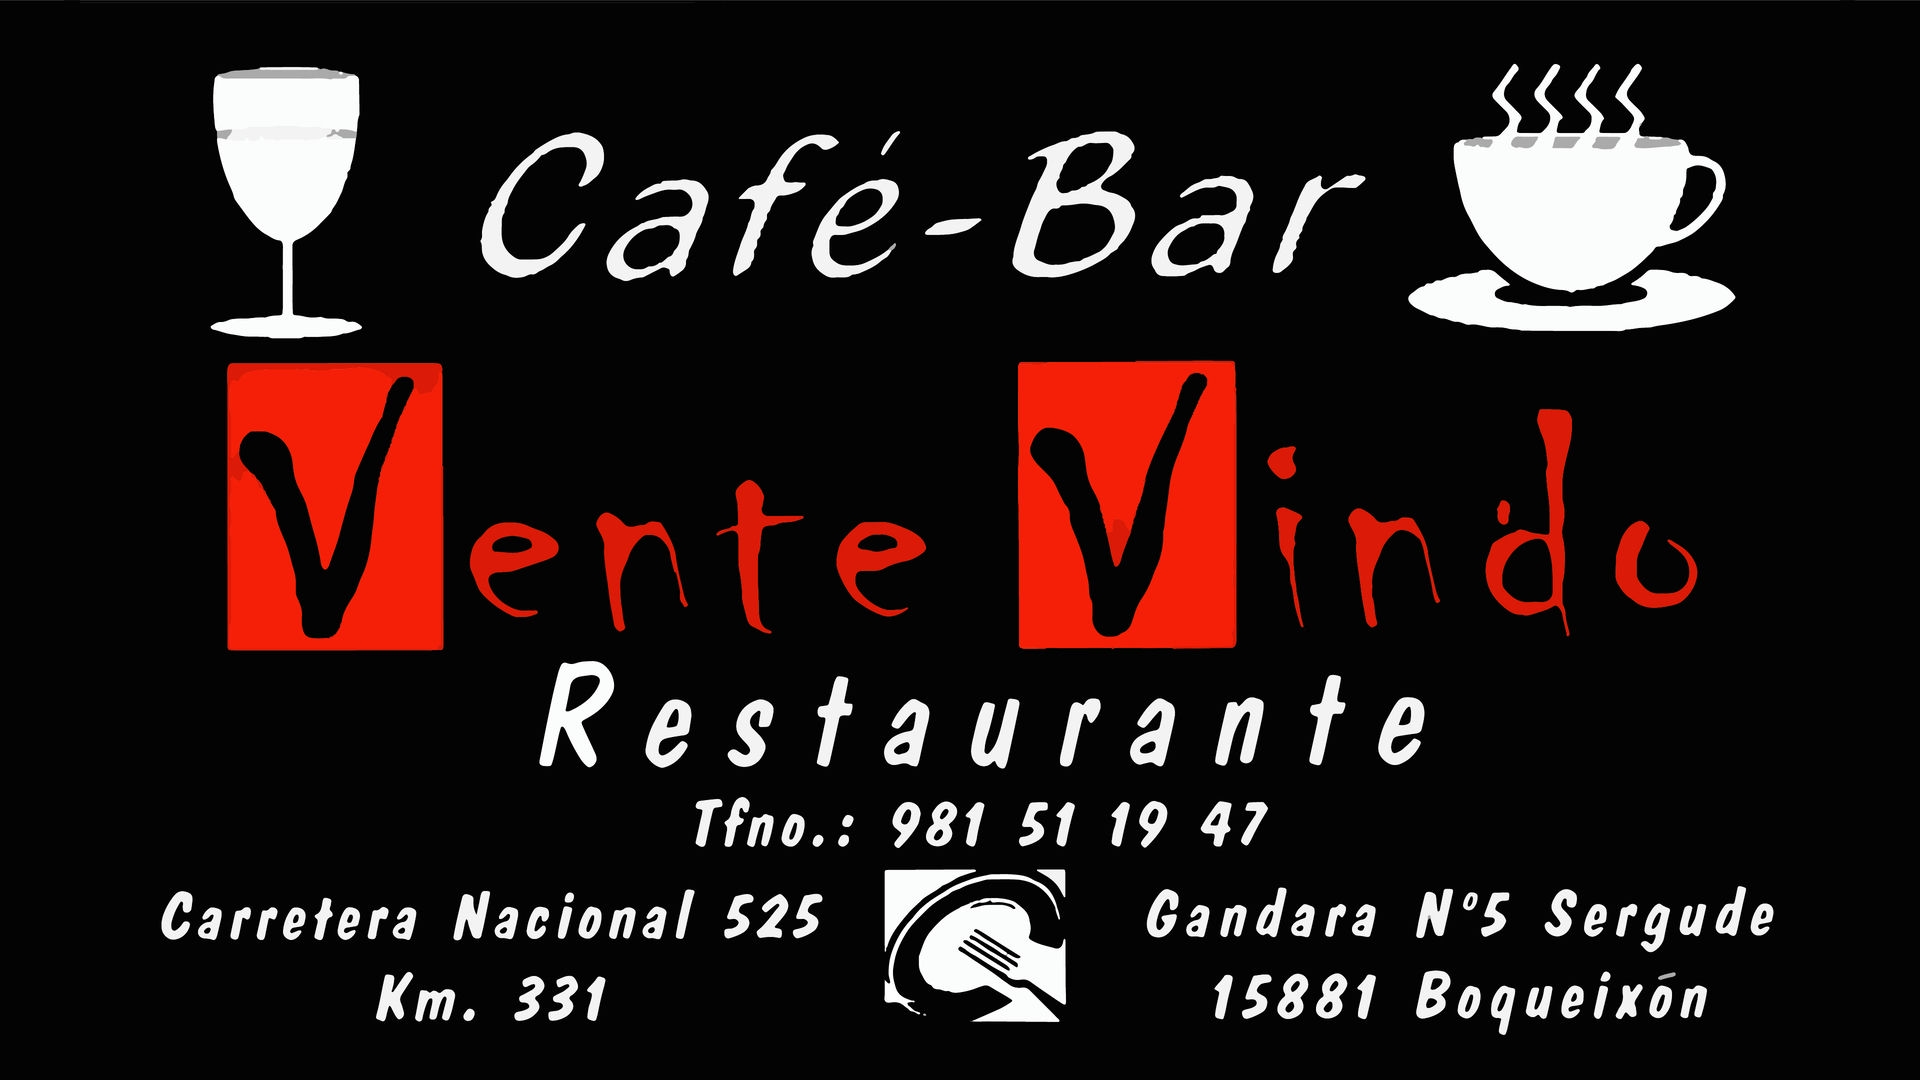 Café-Bar
Vente Vindo
Restaurante
Tfno.: 981 51 19 47
Carretera Nacional 525
Km. 331
Gandara Nº5 Sergude
15881 Boqueixón